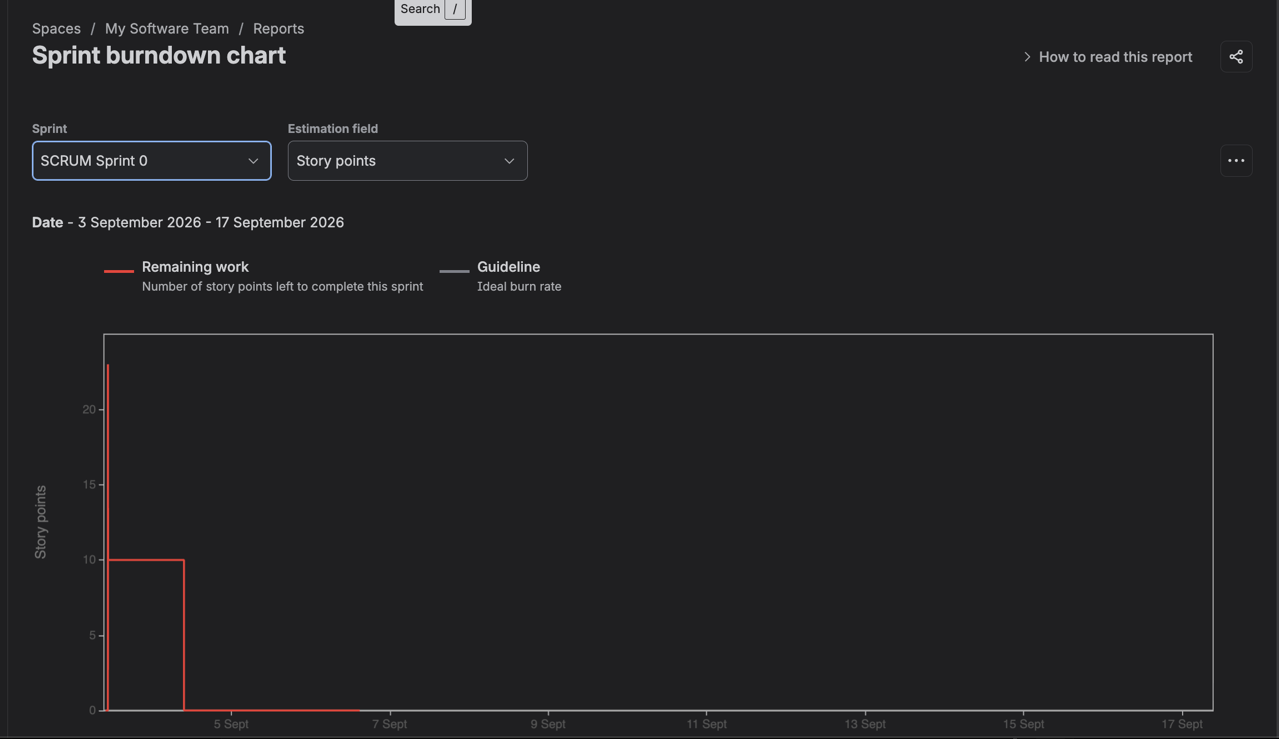 Search /
Spaces / My Software Team / Reports
Sprint burndown chart
How to read this report
Sprint
Estimation field
SCRUM Sprint 0
Story points
Date - 3 September 2026 - 17 September 2026
Remaining work
Number of story points left to complete this sprint
Guideline
Ideal burn rate
Story points
20
15
10
5
0
5 Sept
7 Sept
9 Sept
11 Sept
13 Sept
15 Sept
17 Sept